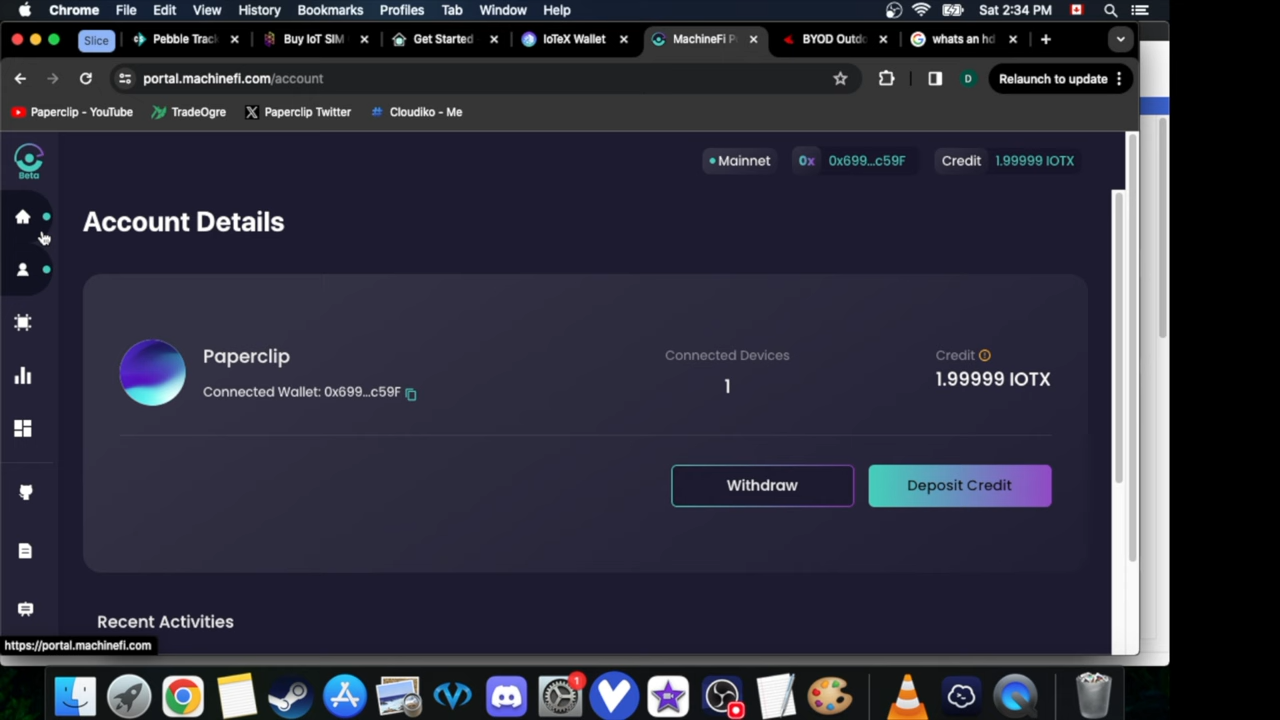 Chrome File Edit View History Bookmarks Profiles Tab Window Help Sat 2:34 PM
Slice Pebble Trac Buy IoT SIM Get Started IoTeX Wallet MachineFi P BYOD Outd whats an hd
portal.machinefi.com/account Relaunch to update
D
Paperclip - YouTube TradeOgre Paperclip Twitter Cloudiko - Me
Beta
Mainnet 0x 0x699...c59F Credit 1.99999 IOTX
Account Details
Paperclip
Connected Wallet: 0x699...c59F
Connected Devices
1
Credit
1.99999 IOTX
Withdraw Deposit Credit
Recent Activities
https://portal.machinefi.com
1